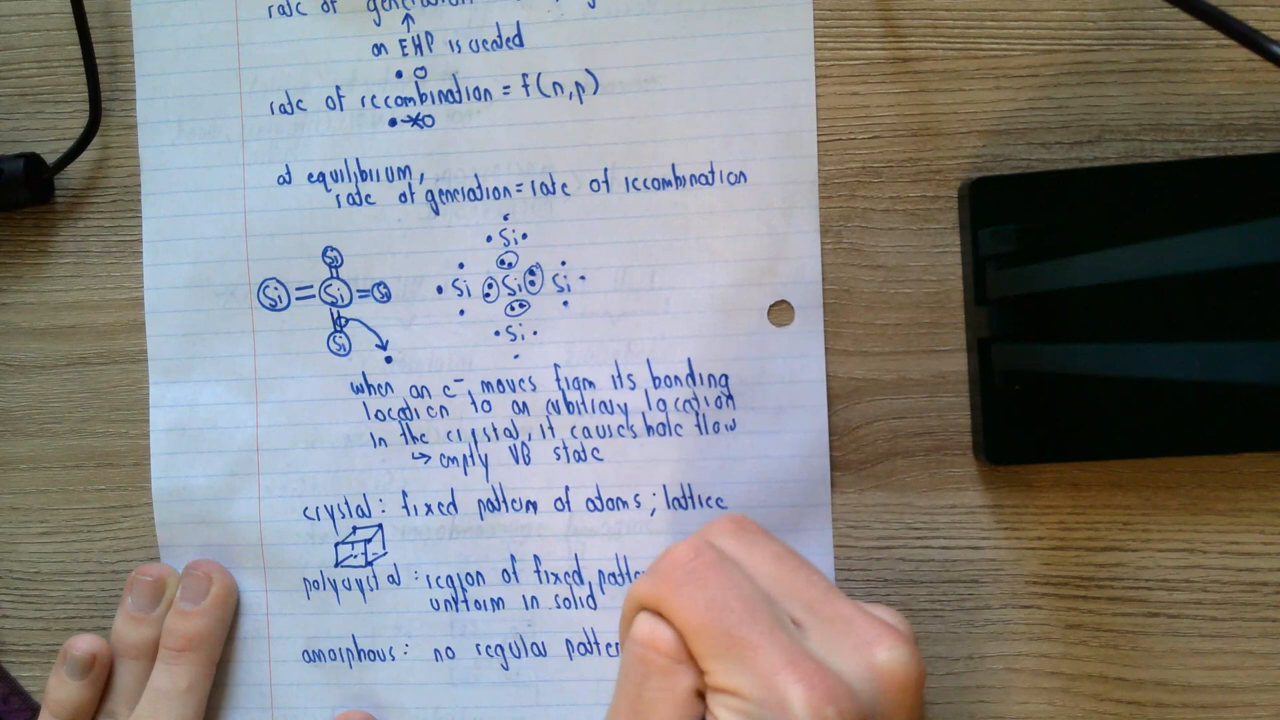 rate of generation
an EHP is created
rate of recombination = f(n,p)
at equilibrium,
rate of generation = rate of recombination
Si
• Si •
Si = Si = Si
• Si Si Si •
Si
• Si •
when an e⁻ moves from its bonding
location to an arbitrary location
in the crystal, it causes hole flow
↳ empty VB state
crystal: fixed pattern of atoms; lattice
polycrystal: region of fixed
uniform in solid
amorphous: no regular